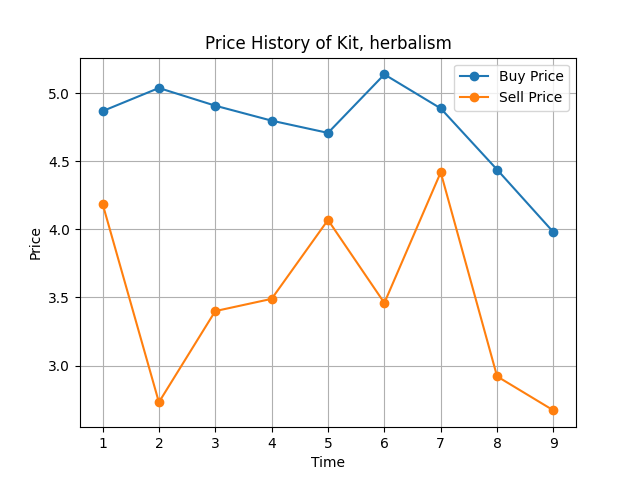 Price History of Kit, herbalism
Buy Price
Sell Price
Price
5.0
4.5
4.0
3.5
3.0
1 2 3 4 5 6 7 8 9
Time